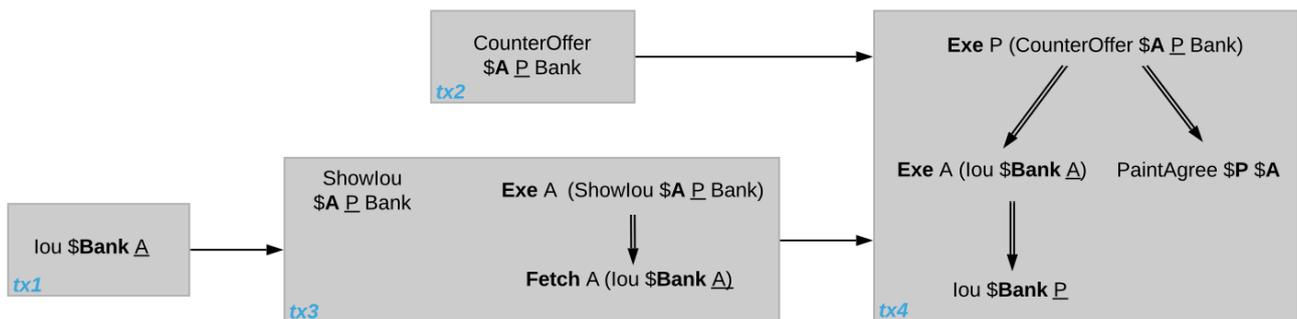 CounterOffer
$A P Bank
tx2
Exe P (CounterOffer $A P Bank)
Exe A (Iou $Bank A)
PaintAgree $P $A
Iou $Bank P
tx4
ShowIou
$A P Bank
Exe A (ShowIou $A P Bank)
Fetch A (Iou $Bank A)
tx3
Iou $Bank A
tx1